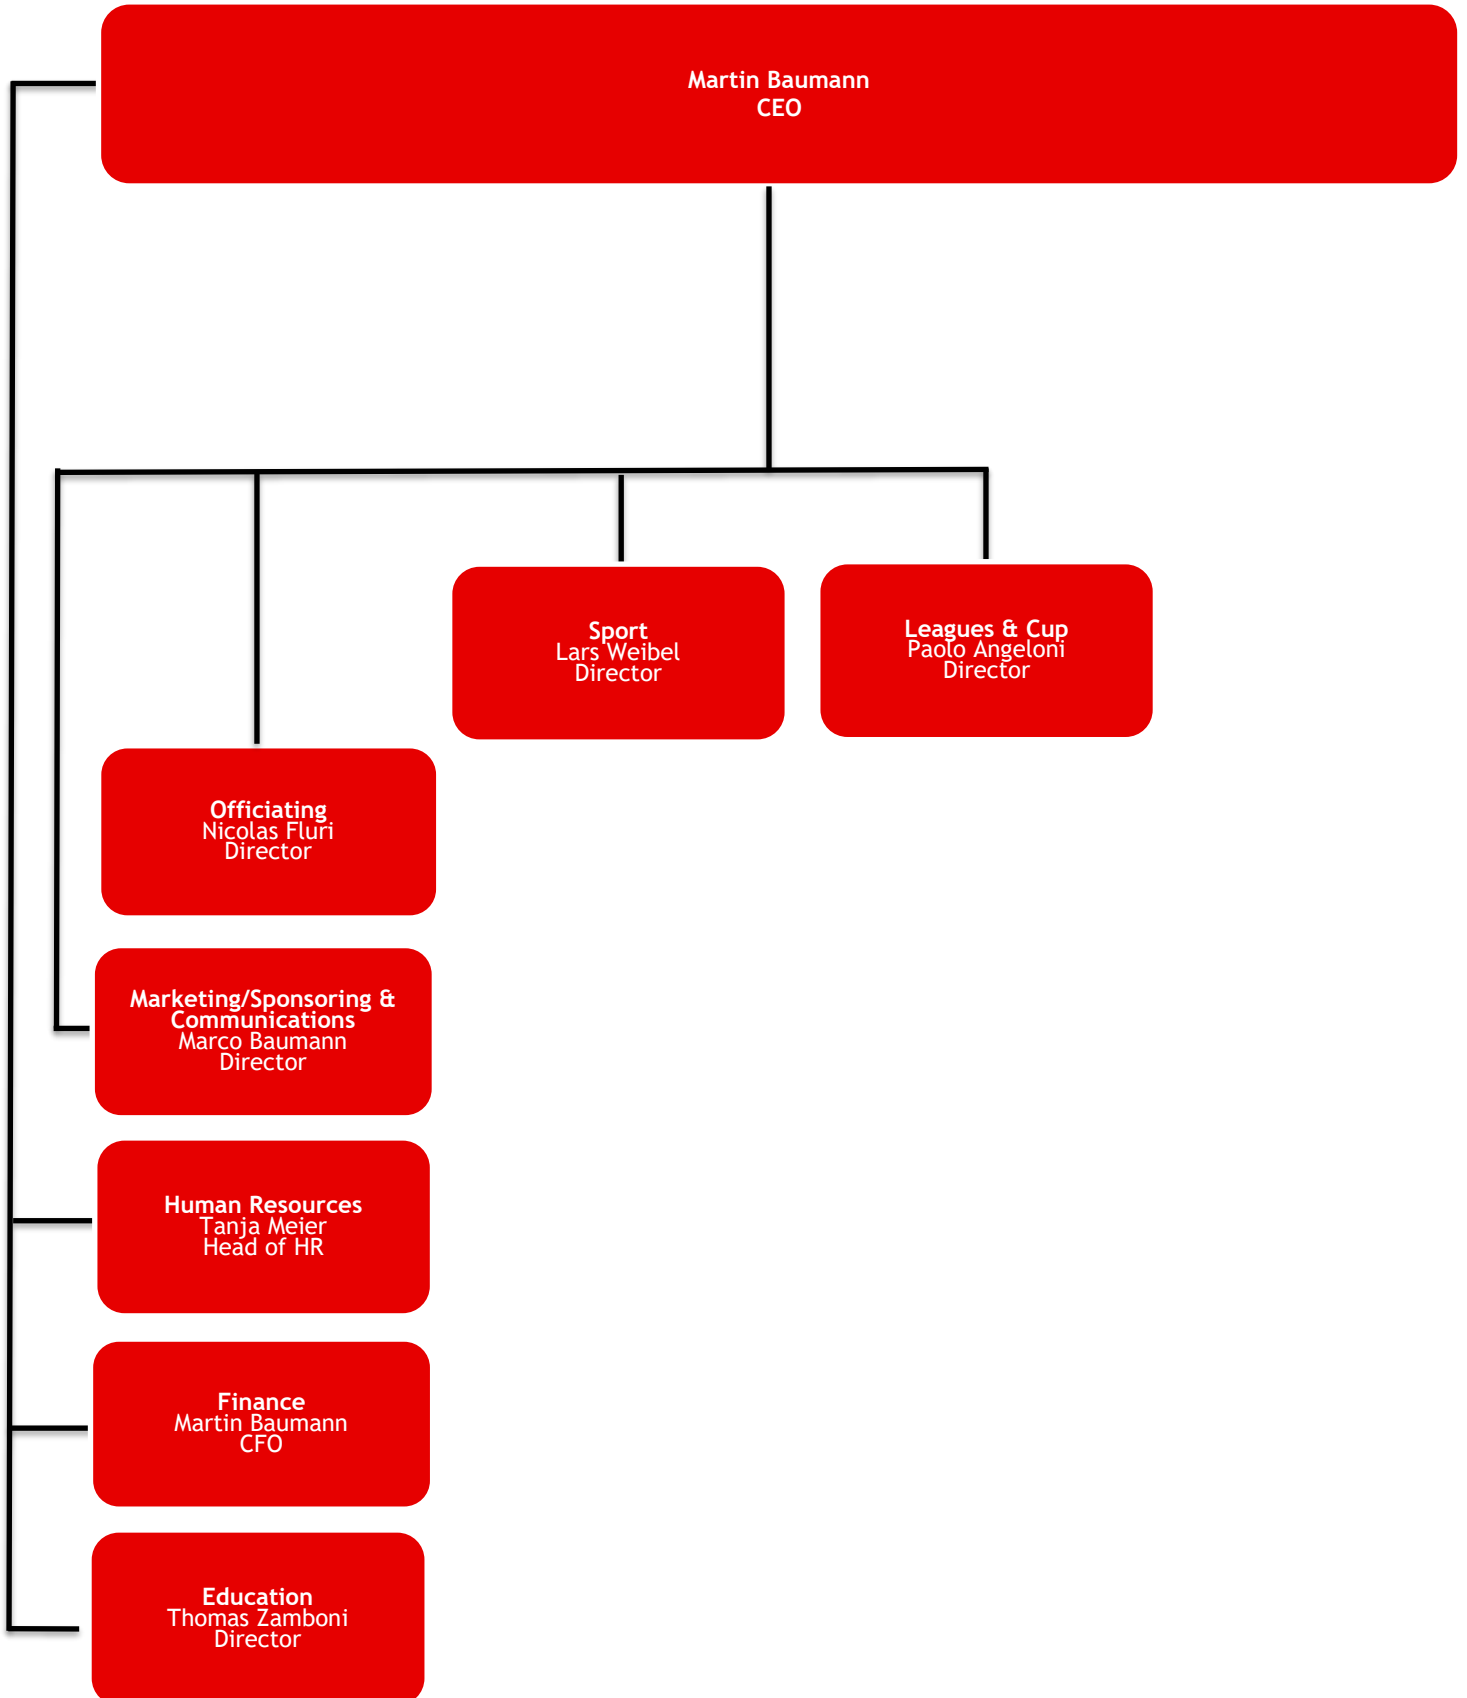 Martin Baumann
CEO
Sport
Lars Weibel
Director
Leagues & Cup
Paolo Angeloni
Director
Officiating
Nicolas Fluri
Director
Marketing/Sponsoring &
Communications
Marco Baumann
Director
Human Resources
Tanja Meier
Head of HR
Finance
Martin Baumann
CFO
Education
Thomas Zamboni
Director